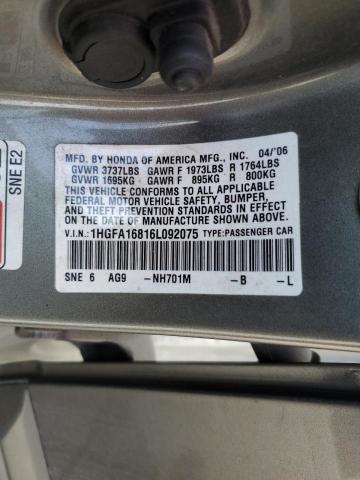 MFD. BY HONDA OF AMERICA MFG., INC. 04/'06
GVWR 3737LBS GAWR F 1973LBS R 1764LBS
GVWR 1695KG GAWR F 895KG R 800KG
THIS VEHICLE CONFORMS TO ALL APPLICABLE
FEDERAL MOTOR VEHICLE SAFETY, BUMPER,
AND THEFT PREVENTION STANDARDS IN EFFECT
ON THE DATE OF MANUFACTURE SHOWN ABOVE.
V.I.N.: 1HGFA16816L092075 TYPE:PASSENGER CAR
SNE 6 AG9 -NH701M -B -L
SNE E2